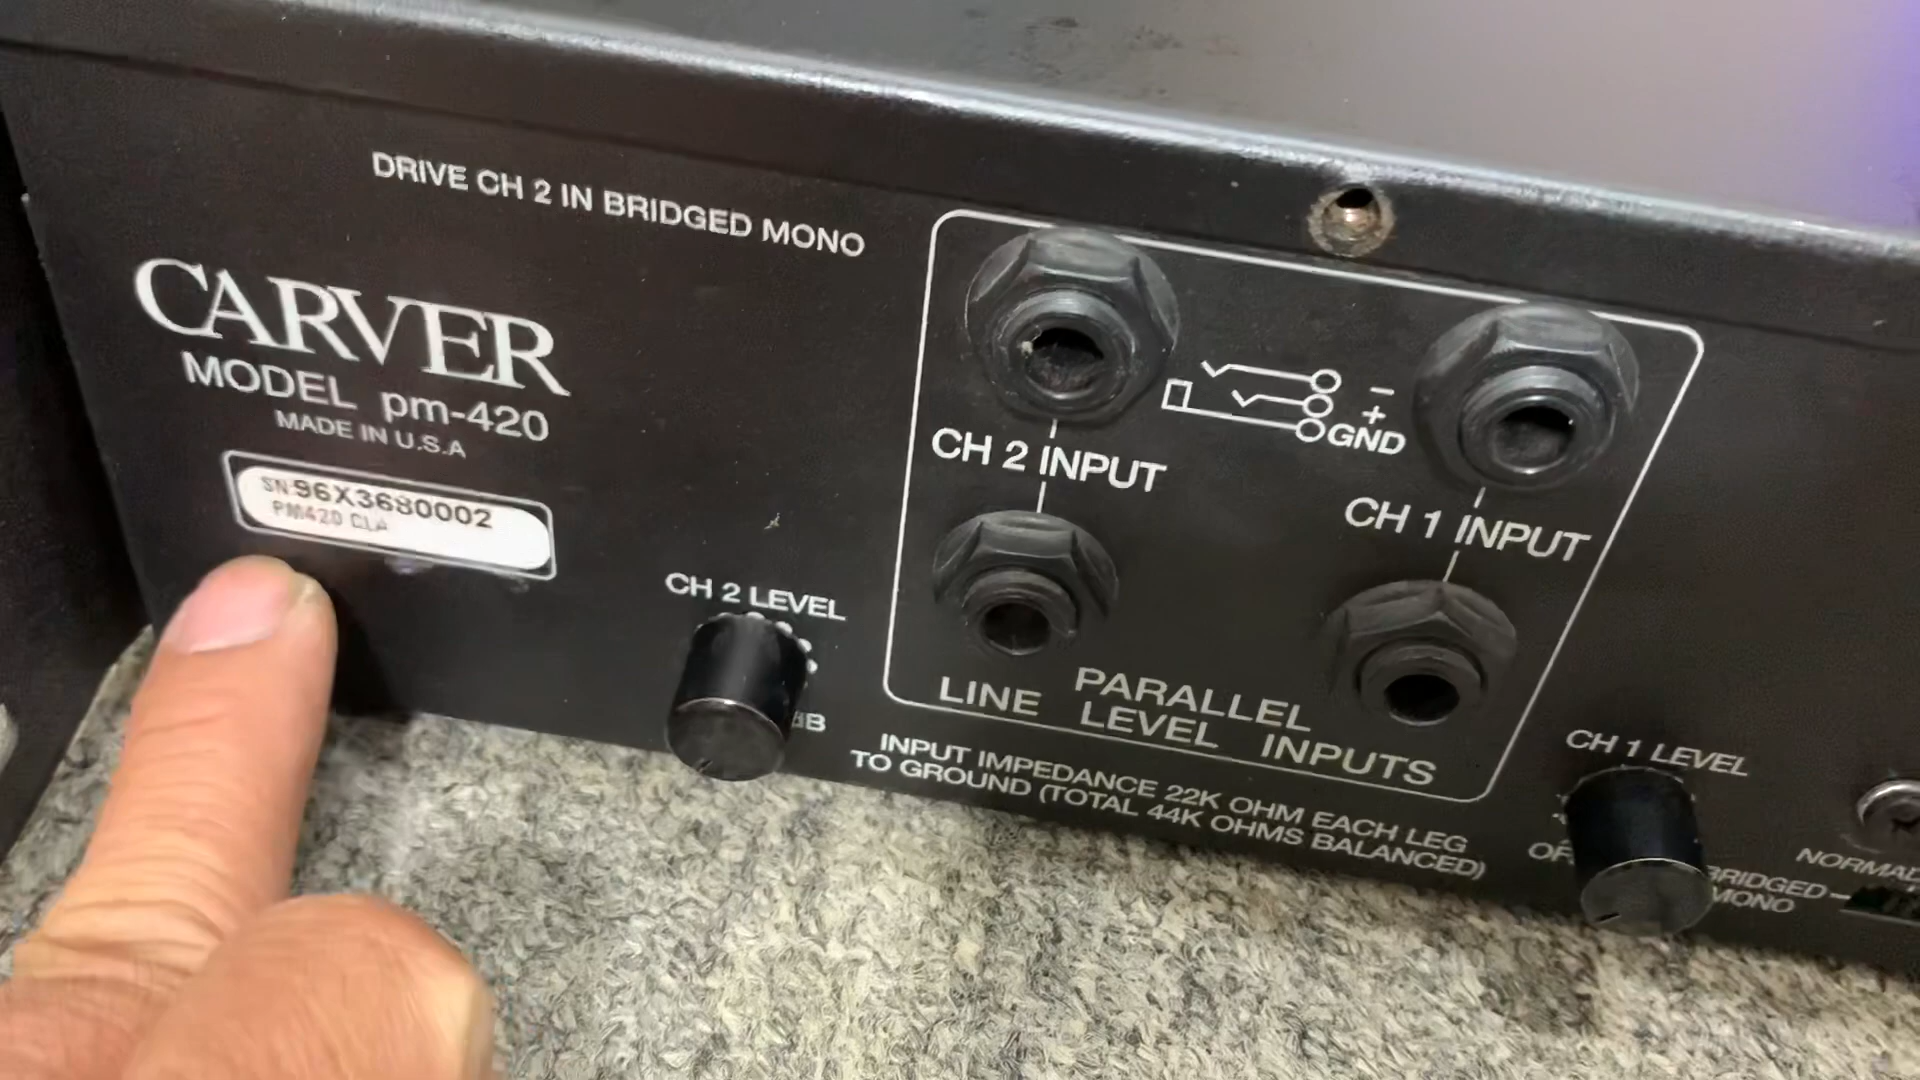 DRIVE CH 2 IN BRIDGED MONO
CARVER
MODEL pm-420
MADE IN U.S.A
SN:96X3680002
PM420 CLA
CH 2 LEVEL
dB
CH 2 INPUT
−
+
GND
CH 1 INPUT
LINE PARALLEL
LEVEL INPUTS
INPUT IMPEDANCE 22K OHM EACH LEG
TO GROUND (TOTAL 44K OHMS BALANCED)
CH 1 LEVEL
BRIDGED
MONO